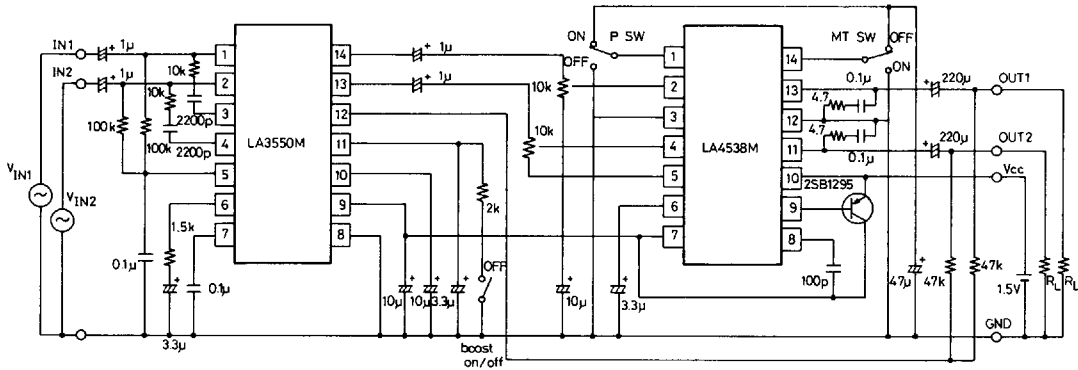 IN1
1μ
IN2
1μ
10k
10k
2200p
100k
100k
2200p
VIN1
VIN2
1.5k
0.1μ
0.1μ
3.3μ
1
2
3
4
5
6
7
LA3550M
14
13
12
11
10
9
8
1μ
1μ
10k
10k
2k
OFF
10μ
10μ
3.3μ
boost
on/off
10μ
3.3μ
ON
P SW
OFF
1
2
3
4
5
6
7
LA4538M
14
13
12
11
10
9
8
MT SW
OFF
ON
0.1μ
4.7
4.7
0.1μ
220μ
OUT1
220μ
OUT2
2SB1295
Vcc
100p
47μ
47k
47k
1.5V
RL
RL
GND